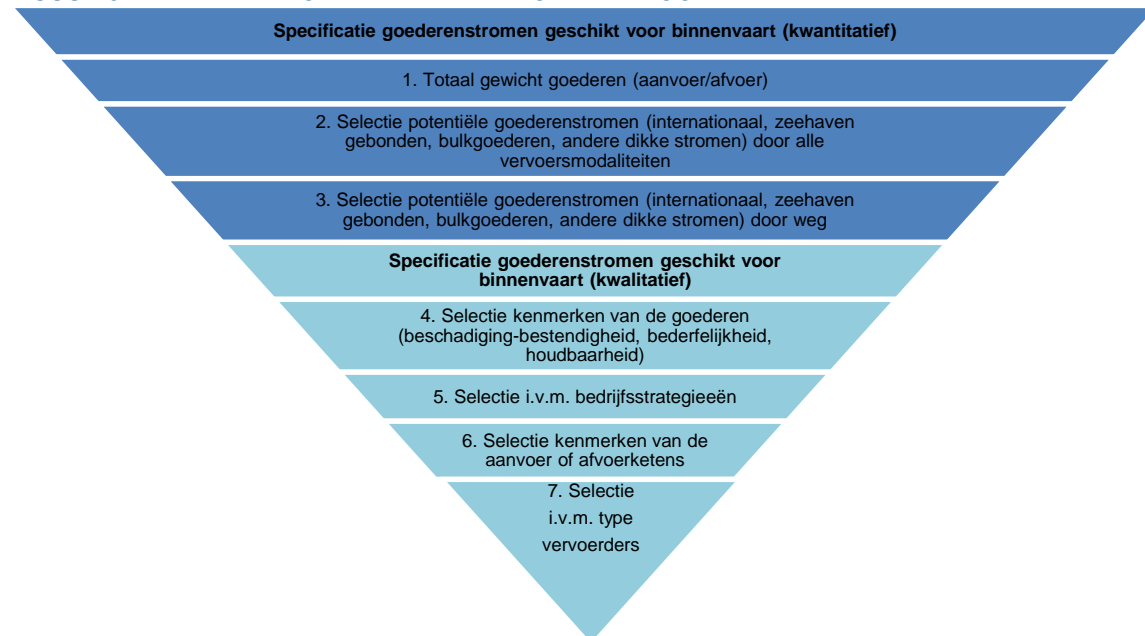 Specificatie goederenstromen geschikt voor binnenvaart (kwantitatief)
1. Totaal gewicht goederen (aanvoer/afvoer)
2. Selectie potentiële goederenstromen (internationaal, zeehaven
gebonden, bulkgoederen, andere dikke stromen) door alle
vervoersmodaliteiten
3. Selectie potentiële goederenstromen (internationaal, zeehaven
gebonden, bulkgoederen, andere dikke stromen) door weg
Specificatie goederenstromen geschikt voor
binnenvaart (kwalitatief)
4. Selectie kenmerken van de goederen
(beschadiging-bestendigheid, bederfelijkheid,
houdbaarheid)
5. Selectie i.v.m. bedrijfsstrategieeën
6. Selectie kenmerken van de
aanvoer of afvoerketens
7. Selectie
i.v.m. type
vervoerders